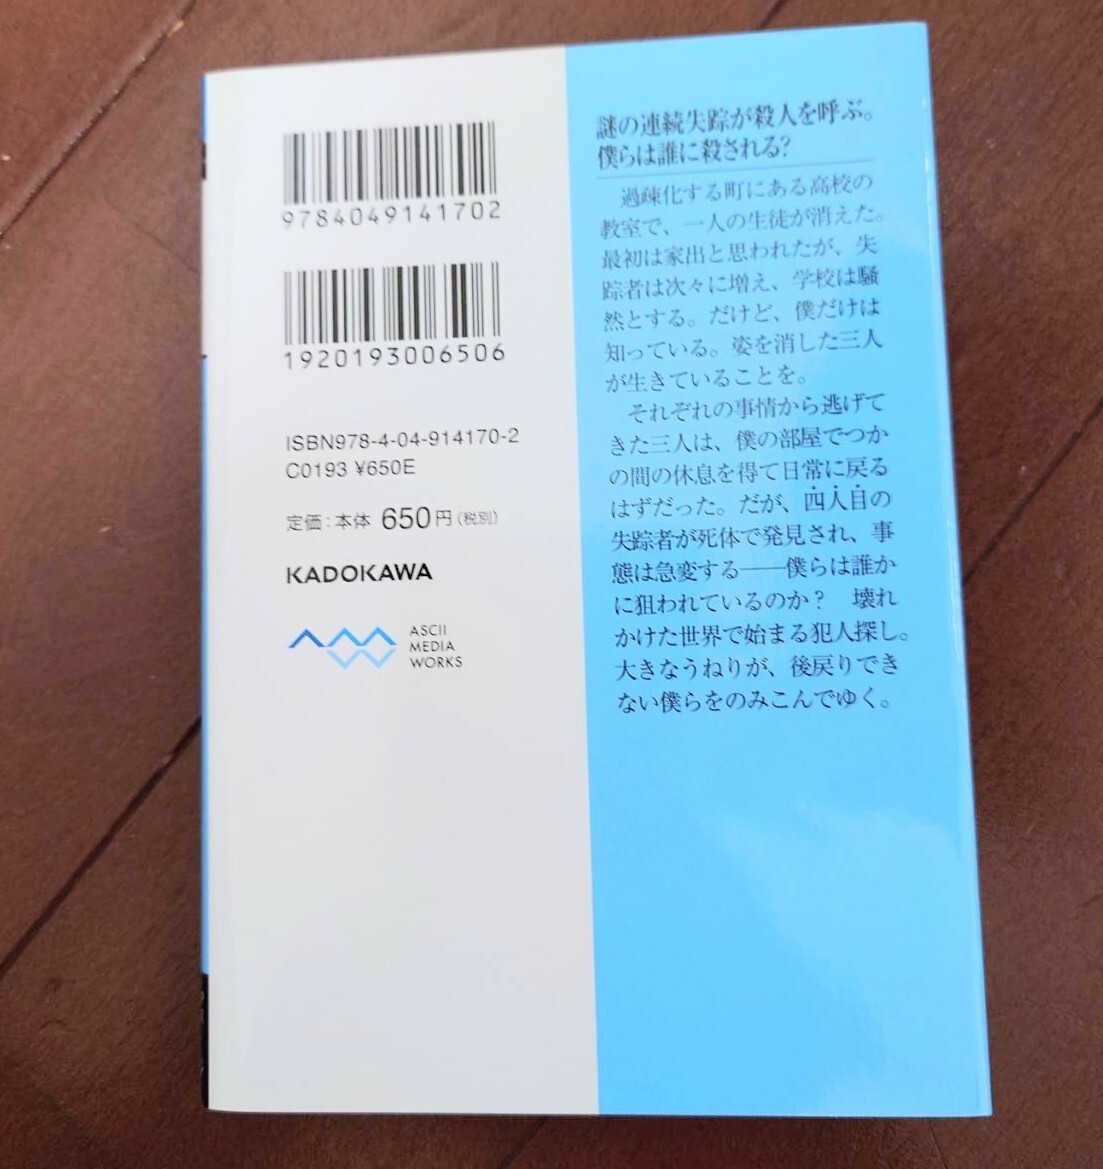 9784049141702
1920193006506
ISBN978-4-04-914170-2
C0193 ¥650E
定価:本体 650円(税別)
KADOKAWA
ASCII
MEDIA
WORKS
謎の連続失踪が殺人を呼ぶ。
僕らは誰に殺される?
過疎化する町にある高校の
教室で、一人の生徒が消えた。
最初は家出と思われたが、失
踪者は次々に増え、学校は騒
然とする。だけど、僕だけは
知っている。姿を消した三人
が生きていることを。
それぞれの事情から逃げて
きた三人は、僕の部屋でつか
の間の休息を得て日常に戻る
はずだった。だが、四人目の
失踪者が死体で発見され、事
態は急変する――僕らは誰か
に狙われているのか? 壊れ
かけた世界で始まる犯人探し。
大きなうねりが、後戻りでき
ない僕らをのみこんでゆく。